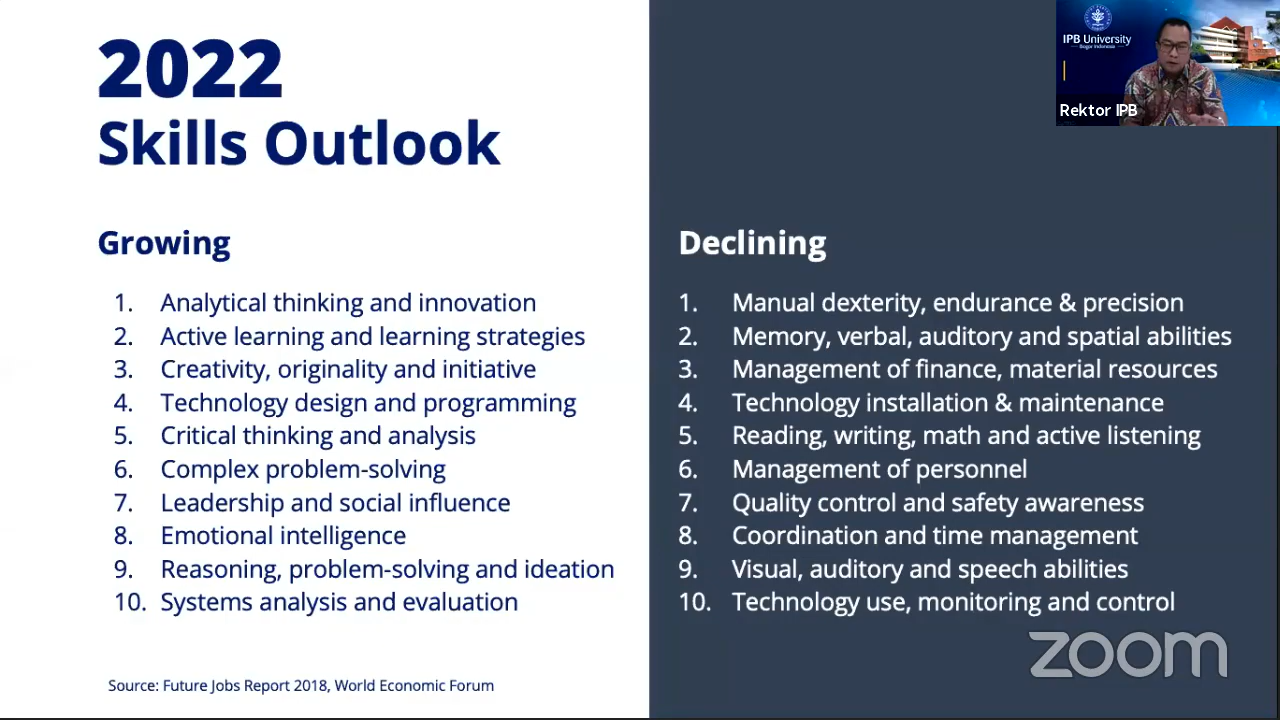 2022
Skills Outlook
Growing
1. Analytical thinking and innovation
2. Active learning and learning strategies
3. Creativity, originality and initiative
4. Technology design and programming
5. Critical thinking and analysis
6. Complex problem-solving
7. Leadership and social influence
8. Emotional intelligence
9. Reasoning, problem-solving and ideation
10. Systems analysis and evaluation
Source: Future Jobs Report 2018, World Economic Forum
Declining
1. Manual dexterity, endurance & precision
2. Memory, verbal, auditory and spatial abilities
3. Management of finance, material resources
4. Technology installation & maintenance
5. Reading, writing, math and active listening
6. Management of personnel
7. Quality control and safety awareness
8. Coordination and time management
9. Visual, auditory and speech abilities
10. Technology use, monitoring and control
zoom
IPB University
Bogor Indonesia
Rektor IPB